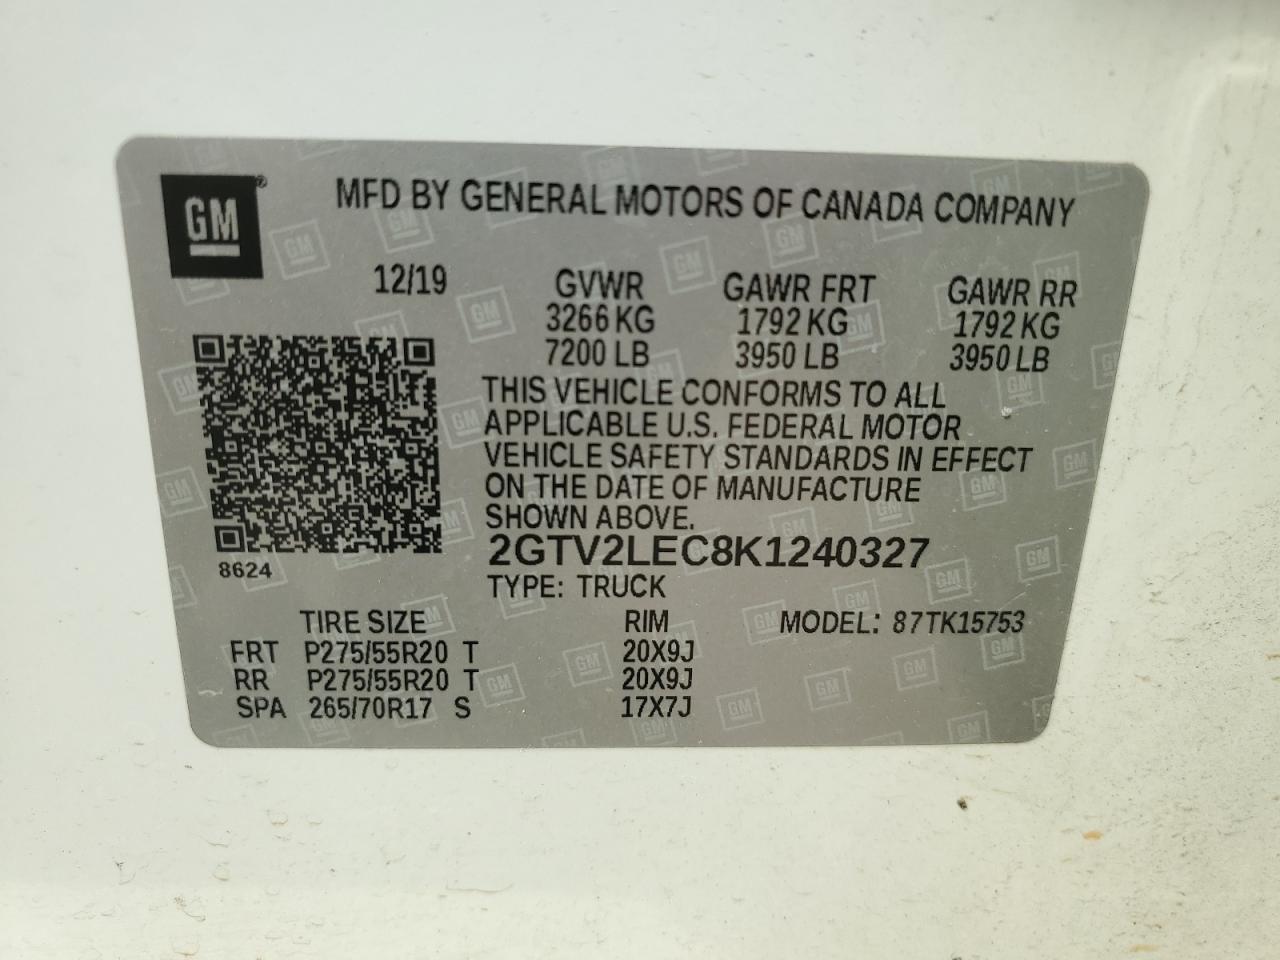 GM®
MFD BY GENERAL MOTORS OF CANADA COMPANY
12/19 GVWR GAWR FRT GAWR RR
3266 KG 1792 KG 1792 KG
7200 LB 3950 LB 3950 LB
THIS VEHICLE CONFORMS TO ALL
APPLICABLE U.S. FEDERAL MOTOR
VEHICLE SAFETY STANDARDS IN EFFECT
ON THE DATE OF MANUFACTURE
SHOWN ABOVE.
2GTV2LEC8K1240327
8624
TYPE: TRUCK
TIRE SIZE RIM MODEL: 87TK15753
FRT P275/55R20 T 20X9J
RR P275/55R20 T 20X9J
SPA 265/70R17 S 17X7J